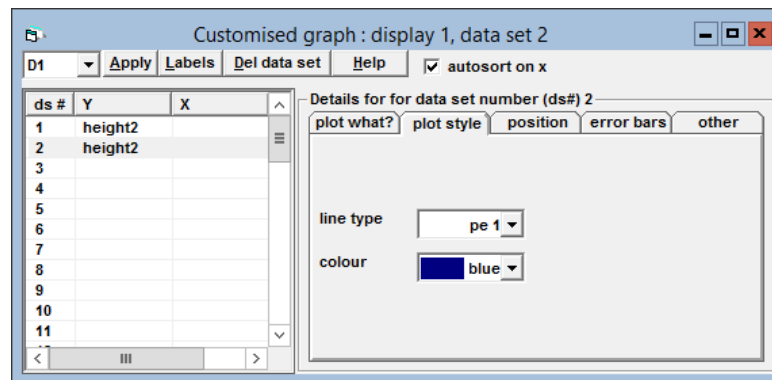 Customised graph : display 1, data set 2
D1 Apply Labels Del data set Help autosort on x
ds # Y X
1 height2
2 height2
3
4
5
6
7
8
9
10
11
Details for for data set number (ds#) 2
plot what? plot style position error bars other
line type pe 1
colour blue